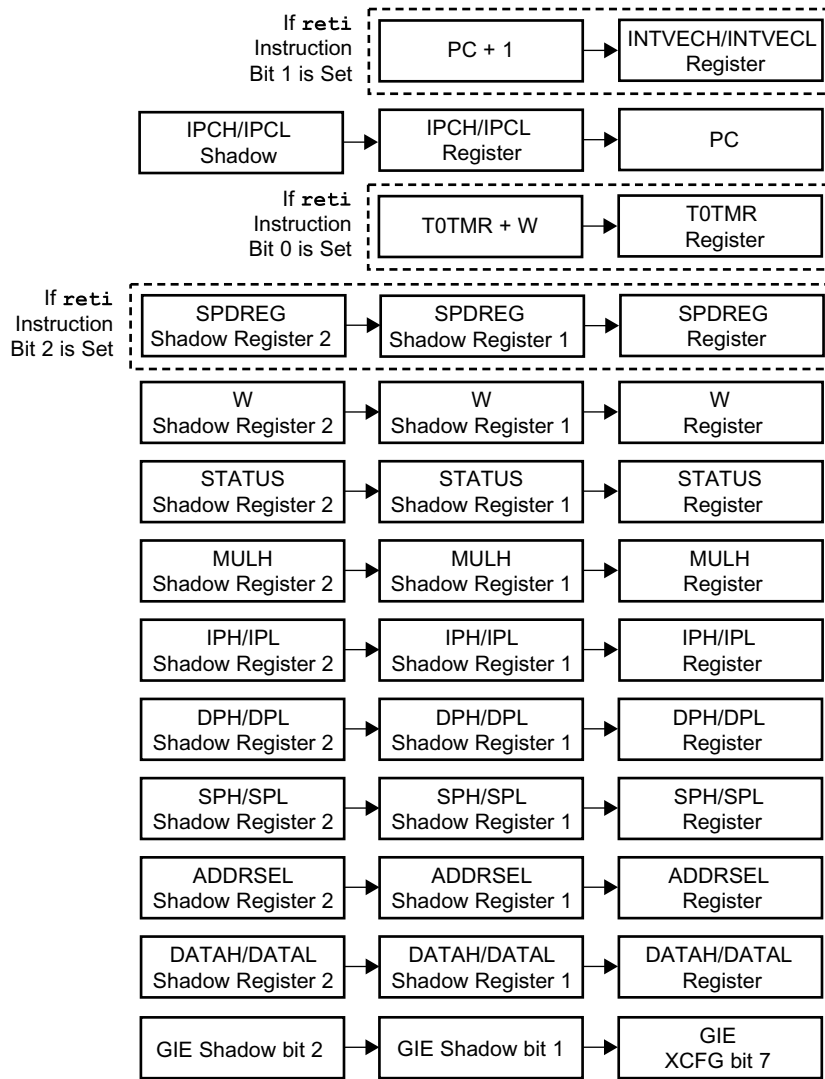 If reti
Instruction
Bit 1 is Set
PC + 1
INTVECH/INTVECL
Register
IPCH/IPCL
Shadow
IPCH/IPCL
Register
PC
If reti
Instruction
Bit 0 is Set
T0TMR + W
T0TMR
Register
If reti
Instruction
Bit 2 is Set
SPDREG
Shadow Register 2
SPDREG
Shadow Register 1
SPDREG
Register
W
Shadow Register 2
W
Shadow Register 1
W
Register
STATUS
Shadow Register 2
STATUS
Shadow Register 1
STATUS
Register
MULH
Shadow Register 2
MULH
Shadow Register 1
MULH
Register
IPH/IPL
Shadow Register 2
IPH/IPL
Shadow Register 1
IPH/IPL
Register
DPH/DPL
Shadow Register 2
DPH/DPL
Shadow Register 1
DPH/DPL
Register
SPH/SPL
Shadow Register 2
SPH/SPL
Shadow Register 1
SPH/SPL
Register
ADDRSEL
Shadow Register 2
ADDRSEL
Shadow Register 1
ADDRSEL
Register
DATAH/DATAL
Shadow Register 2
DATAH/DATAL
Shadow Register 1
DATAH/DATAL
Register
GIE Shadow bit 2
GIE Shadow bit 1
GIE
XCFG bit 7